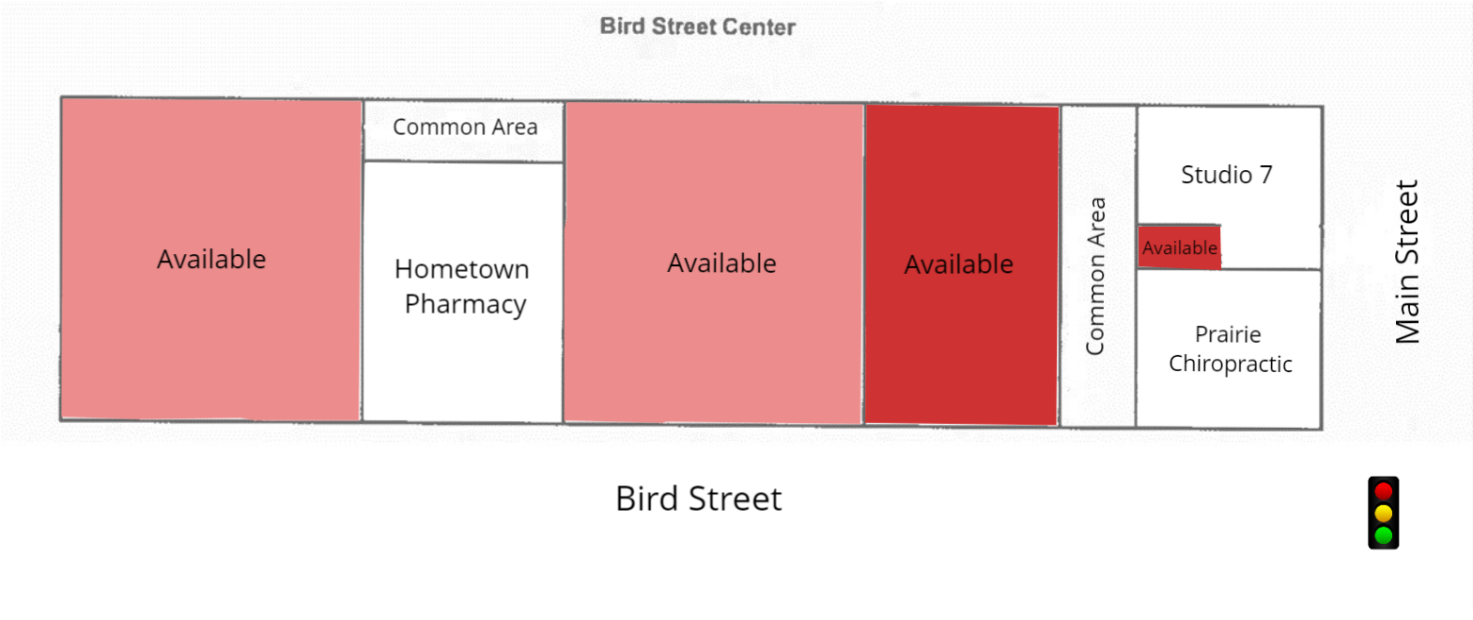 Bird Street Center
Common Area
Available
Hometown
Pharmacy
Available
Available
Common Area
Studio 7
Available
Prairie
Chiropractic
Main Street
Bird Street